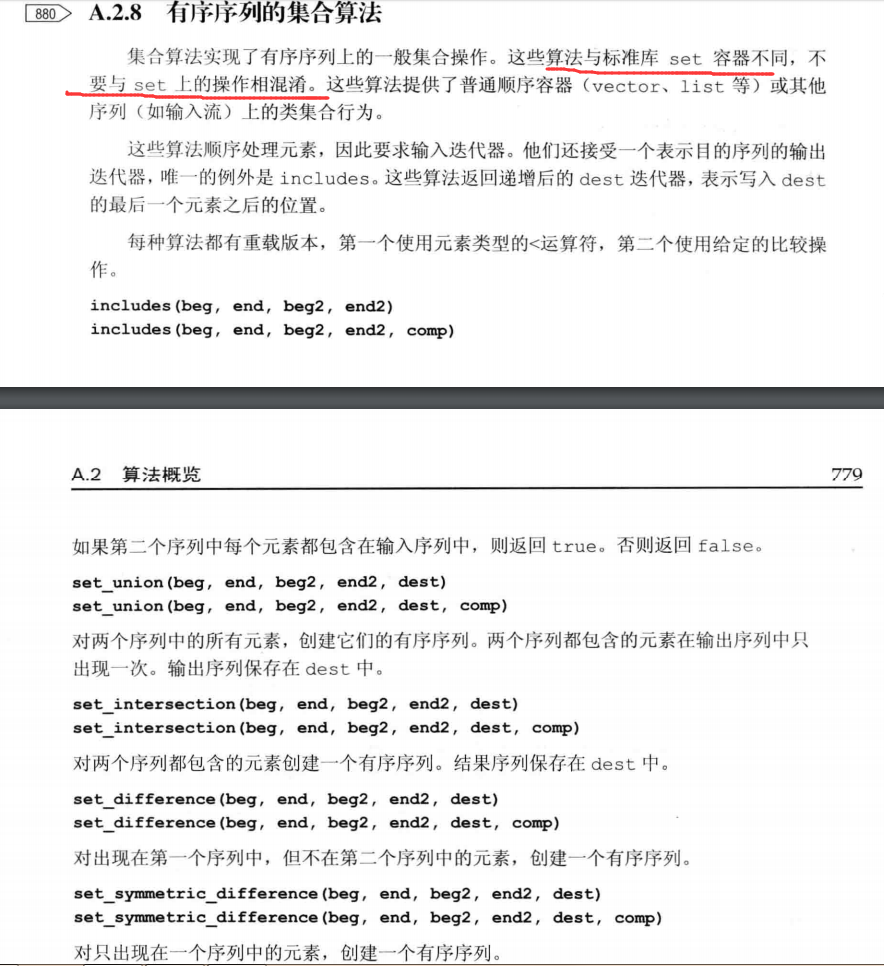 880 A.2.8 有序序列的集合算法
集合算法实现了有序序列上的一般集合操作。这些算法与标准库 set 容器不同，不
要与 set 上的操作相混淆。这些算法提供了普通顺序容器（vector、list 等）或其他
序列（如输入流）上的类集合行为。
这些算法顺序处理元素，因此要求输入迭代器。他们还接受一个表示目的序列的输出
迭代器，唯一的例外是 includes。这些算法返回递增后的 dest 迭代器，表示写入 dest
的最后一个元素之后的位置。
每种算法都有重载版本，第一个使用元素类型的<运算符，第二个使用给定的比较操
作。
includes(beg, end, beg2, end2)
includes(beg, end, beg2, end2, comp)
A.2 算法概览 779
如果第二个序列中每个元素都包含在输入序列中，则返回 true。否则返回 false。
set_union(beg, end, beg2, end2, dest)
set_union(beg, end, beg2, end2, dest, comp)
对两个序列中的所有元素，创建它们的有序序列。两个序列都包含的元素在输出序列中只
出现一次。输出序列保存在 dest 中。
set_intersection(beg, end, beg2, end2, dest)
set_intersection(beg, end, beg2, end2, dest, comp)
对两个序列都包含的元素创建一个有序序列。结果序列保存在 dest 中。
set_difference(beg, end, beg2, end2, dest)
set_difference(beg, end, beg2, end2, dest, comp)
对出现在第一个序列中，但不在第二个序列中的元素，创建一个有序序列。
set_symmetric_difference(beg, end, beg2, end2, dest)
set_symmetric_difference(beg, end, beg2, end2, dest, comp)
对只出现在一个序列中的元素，创建一个有序序列。